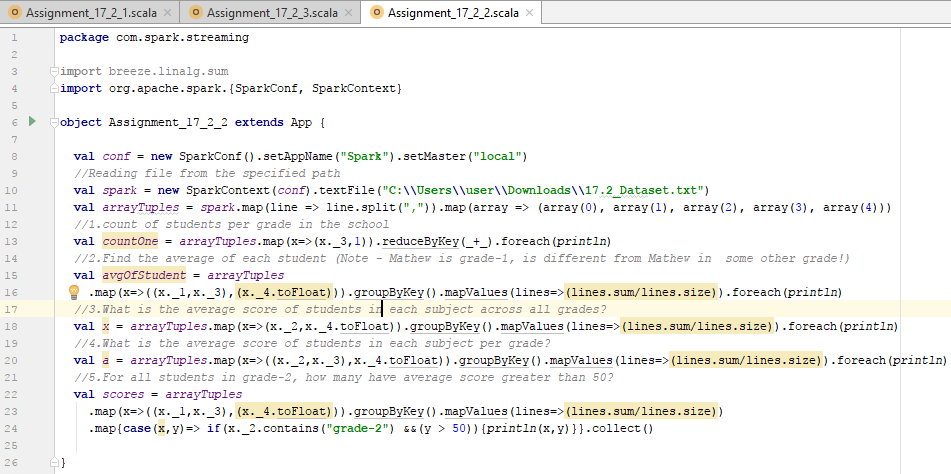 Assignment_17_2_1.scala Assignment_17_2_3.scala Assignment_17_2_2.scala
1 package com.spark.streaming
2
3 import breeze.linalg.sum
4 import org.apache.spark.{SparkConf, SparkContext}
5
6 object Assignment_17_2_2 extends App {
7
8 val conf = new SparkConf().setAppName("Spark").setMaster("local")
9 //Reading file from the specified path
10 val spark = new SparkContext(conf).textFile("C:\\Users\\user\\Downloads\\17.2_Dataset.txt")
11 val arrayTuples = spark.map(line => line.split(",")).map(array => (array(0), array(1), array(2), array(3), array(4)))
12 //1.count of students per grade in the school
13 val countOne = arrayTuples.map(x=>(x._3,1)).reduceByKey(_+_).foreach(println)
14 //2.Find the average of each student (Note - Mathew is grade-1, is different from Mathew in  some other grade!)
15 val avgOfStudent = arrayTuples
16 .map(x=>((x._1,x._3),(x._4.toFloat))).groupByKey().mapValues(lines=>(lines.sum/lines.size)).foreach(println)
17 //3.What is the average score of students in each subject across all grades?
18 val x = arrayTuples.map(x=>(x._2,x._4.toFloat)).groupByKey().mapValues(lines=>(lines.sum/lines.size)).foreach(println)
19 //4.What is the average score of students in each subject per grade?
20 val a = arrayTuples.map(x=>((x._2,x._3),x._4.toFloat)).groupByKey().mapValues(lines=>(lines.sum/lines.size)).foreach(println)
21 //5.For all students in grade-2, how many have average score greater than 50?
22 val scores = arrayTuples
23 .map(x=>((x._1,x._3),(x._4.toFloat))).groupByKey().mapValues(lines=>(lines.sum/lines.size))
24 .map{case(x,y)=> if(x._2.contains("grade-2") &&(y > 50)){println(x,y)}}.collect()
25
26 }